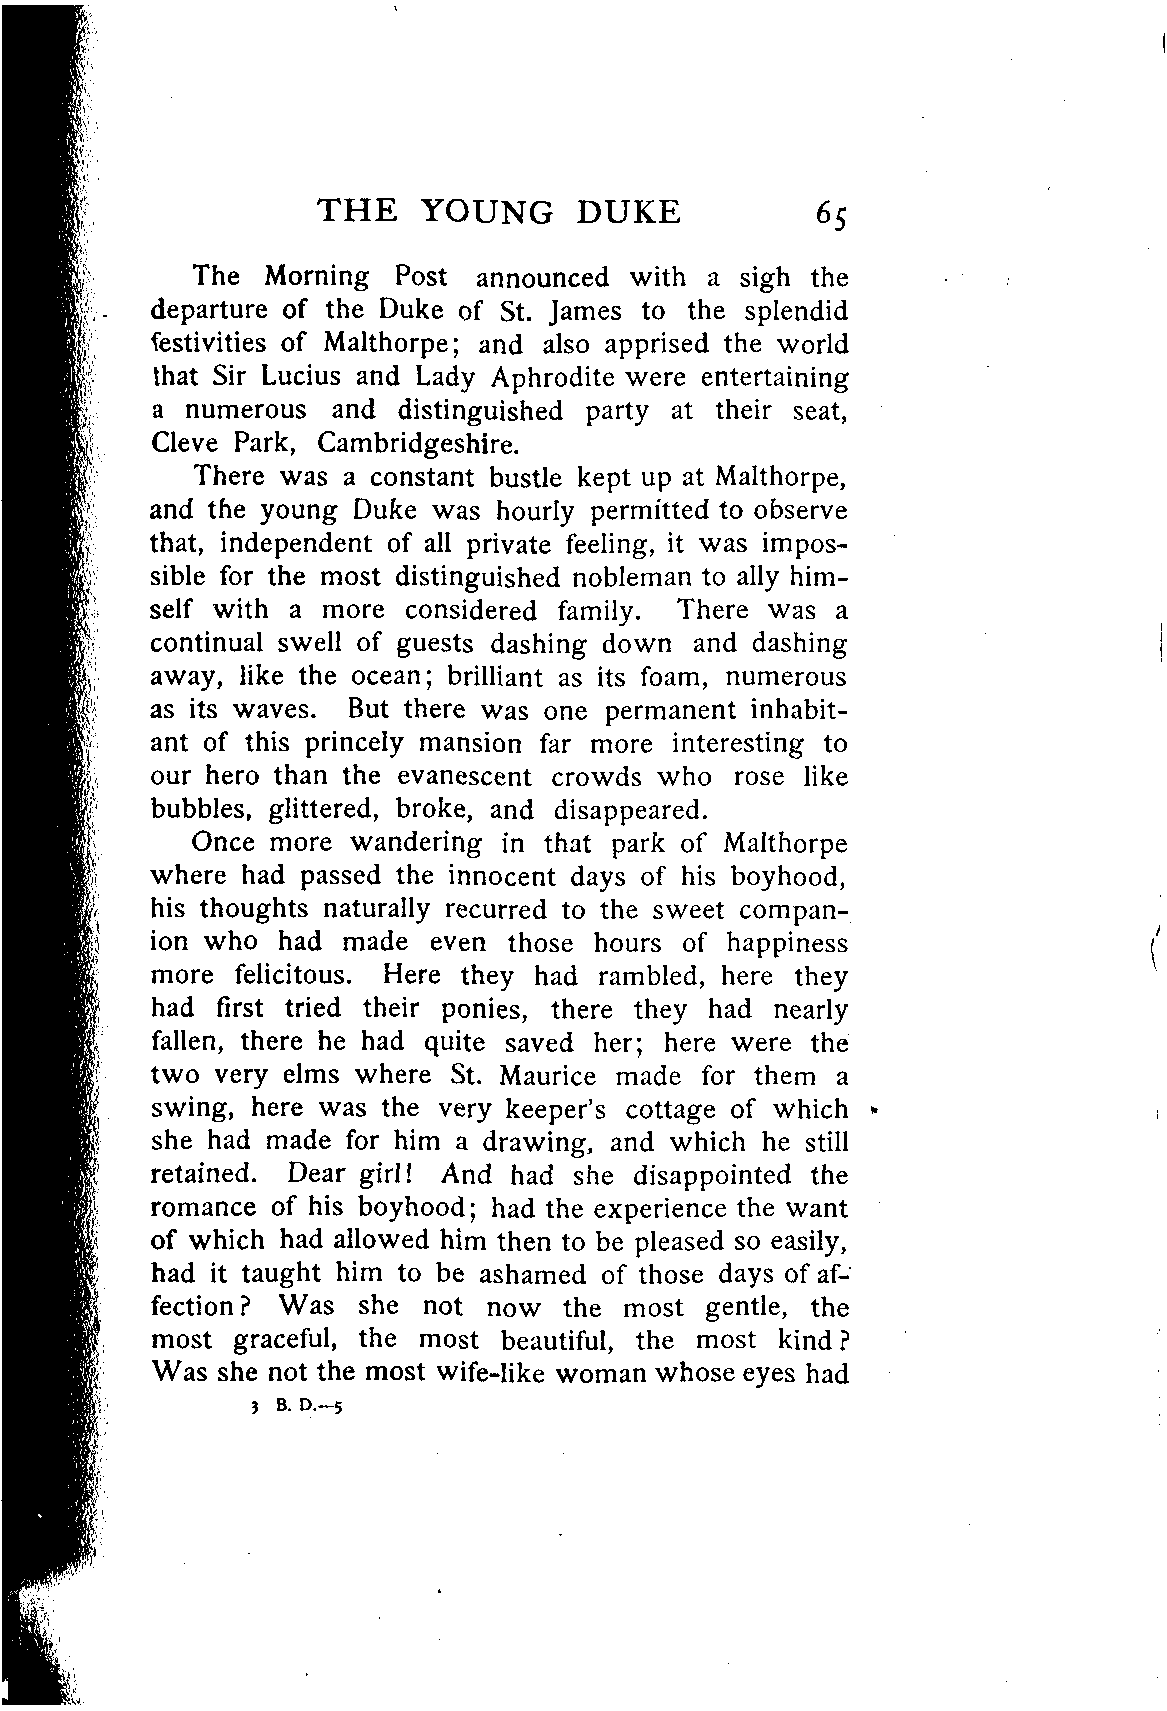 THE YOUNG DUKE 65
The Morning Post announced with a sigh the
departure of the Duke of St. James to the splendid
festivities of Malthorpe; and also apprised the world
that Sir Lucius and Lady Aphrodite were entertaining
a numerous and distinguished party at their seat,
Cleve Park, Cambridgeshire.
There was a constant bustle kept up at Malthorpe,
and the young Duke was hourly permitted to observe
that, independent of all private feeling, it was impos-
sible for the most distinguished nobleman to ally him-
self with a more considered family. There was a
continual swell of guests dashing down and dashing
away, like the ocean; brilliant as its foam, numerous
as its waves. But there was one permanent inhabit-
ant of this princely mansion far more interesting to
our hero than the evanescent crowds who rose like
bubbles, glittered, broke, and disappeared.
Once more wandering in that park of Malthorpe
where had passed the innocent days of his boyhood,
his thoughts naturally recurred to the sweet compan-
ion who had made even those hours of happiness
more felicitous. Here they had rambled, here they
had first tried their ponies, there they had nearly
fallen, there he had quite saved her; here were the
two very elms where St. Maurice made for them a
swing, here was the very keeper's cottage of which
she had made for him a drawing, and which he still
retained. Dear girl! And had she disappointed the
romance of his boyhood; had the experience the want
of which had allowed him then to be pleased so easily,
had it taught him to be ashamed of those days of af-
fection? Was she not now the most gentle, the
most graceful, the most beautiful, the most kind?
Was she not the most wife-like woman whose eyes had
3 B. D.—5